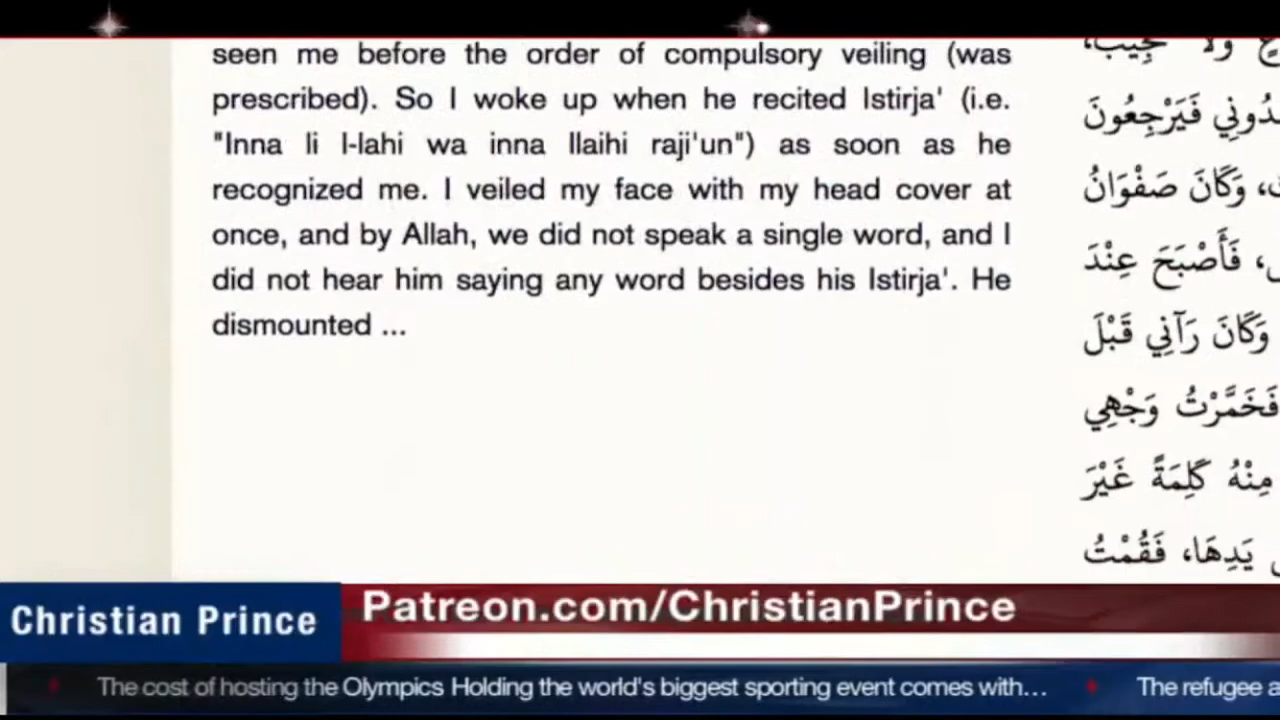 seen me before the order of compulsory veiling (was
prescribed). So I woke up when he recited Istirja' (i.e.
"Inna li l-lahi wa inna Ilaihi raji'un") as soon as he
recognized me. I veiled my face with my head cover at
once, and by Allah, we did not speak a single word, and I
did not hear him saying any word besides his Istirja'. He
dismounted ...
وَلَا مُجِيبٌ،
فَيَرْجِعُونَ
وَكَانَ صَفْوَانُ
فَأَصْبَحَ عِنْدَ
وَكَانَ رَآنِي قَبْلَ
فَخَمَّرْتُ وَجْهِي
مِنْهُ كَلِمَةً غَيْرَ
يَدِهَا، فَقُمْتُ
Christian Prince
Patreon.com/ChristianPrince
The cost of hosting the Olympics Holding the world's biggest sporting event comes with... The refugee